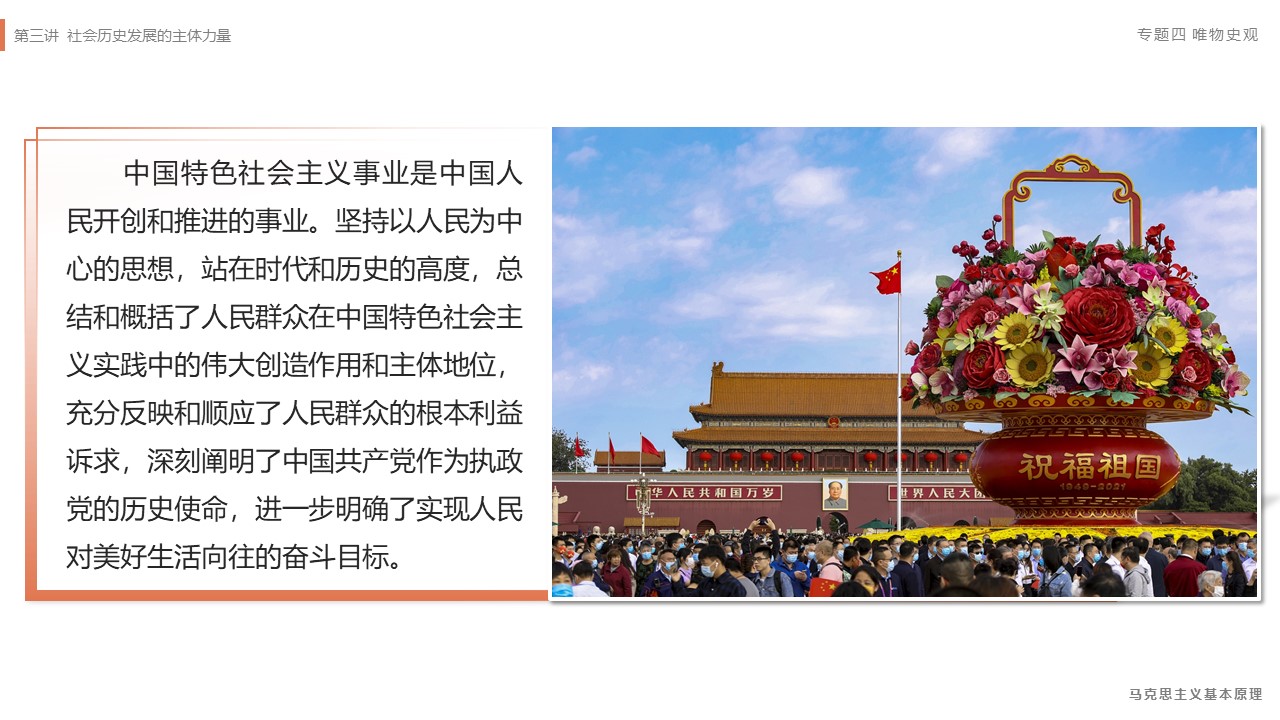 第三讲 社会历史发展的主体力量
专题四 唯物史观
中国特色社会主义事业是中国人
民开创和推进的事业。坚持以人民为中
心的思想，站在时代和历史的高度，总
结和概括了人民群众在中国特色社会主
义实践中的伟大创造作用和主体地位，
充分反映和顺应了人民群众的根本利益
诉求，深刻阐明了中国共产党作为执政
党的历史使命，进一步明确了实现人民
对美好生活向往的奋斗目标。
祝福祖国
1949-2021
华人民共和国万岁
世界人民大团
马克思主义基本原理